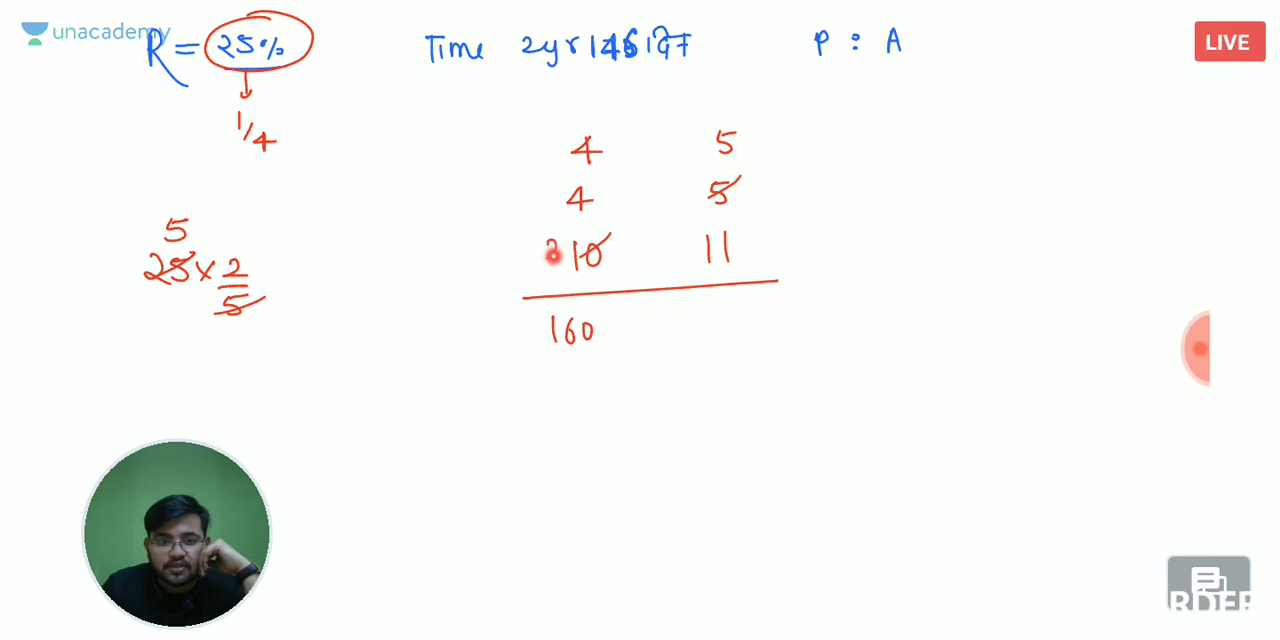 unacademy
R = 25% Time 2yr P : A
LIVE
1/4
4 5
4 5
10 11
5
25 × 2/5
160